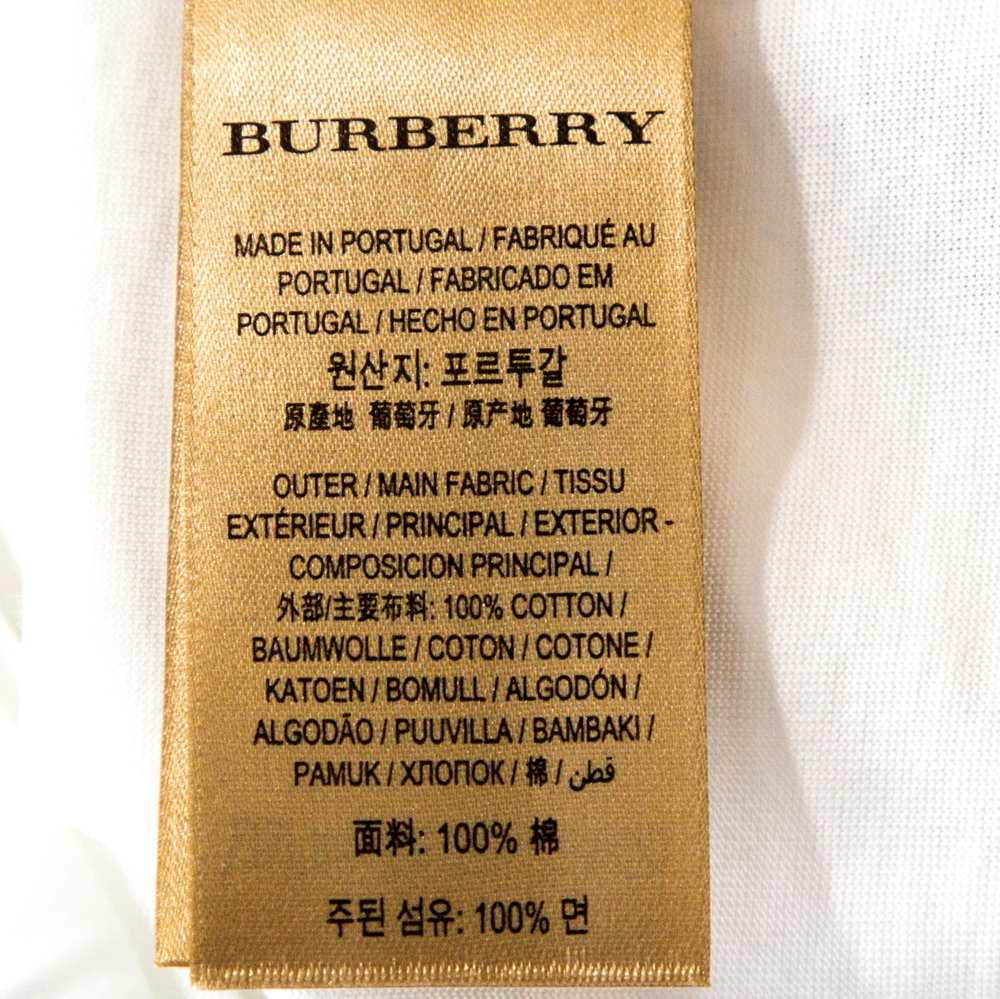 BURBERRY
MADE IN PORTUGAL / FABRIQUÉ AU
PORTUGAL / FABRICADO EM
PORTUGAL / HECHO EN PORTUGAL
원산지: 포르투갈
原產地 葡萄牙 / 原产地 葡萄牙
OUTER / MAIN FABRIC / TISSU
EXTÉRIEUR / PRINCIPAL / EXTERIOR -
COMPOSICION PRINCIPAL /
外部/主要布料: 100% COTTON /
BAUMWOLLE / COTON / COTONE /
KATOEN / BOMULL / ALGODÓN /
ALGODÃO / PUUVILLA / BAMBAKI /
PAMUK / ХЛОПОК / 棉 / قطن
面料: 100% 棉
주된 섬유: 100% 면